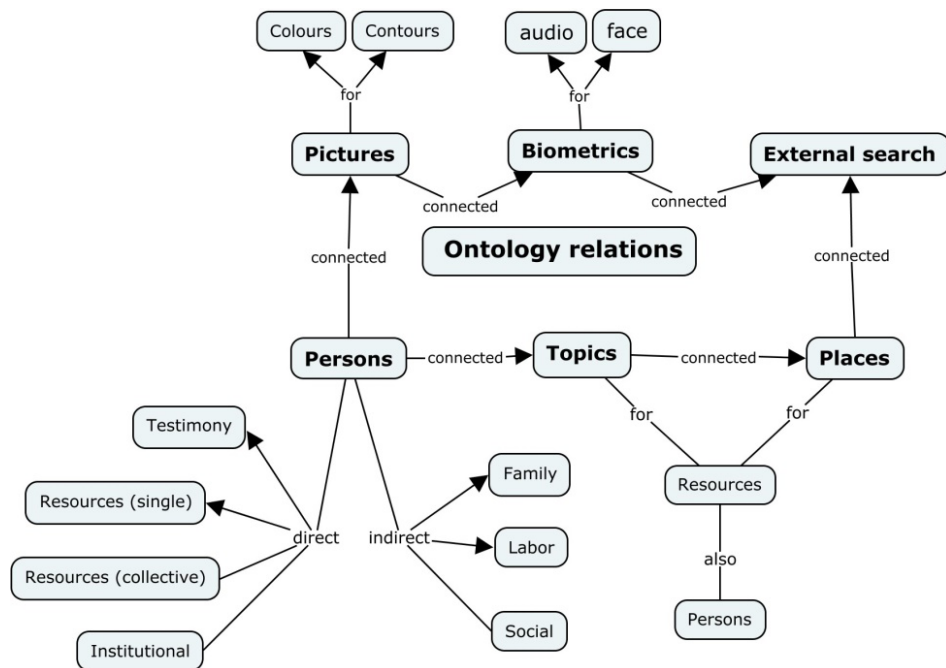 Colours
Contours
audio
face
for
for
Pictures
Biometrics
External search
connected
connected
Ontology relations
connected
connected
Persons
connected
Topics
connected
Places
Testimony
for
for
Resources (single)
Family
Resources
direct
indirect
Labor
Resources (collective)
also
Institutional
Social
Persons